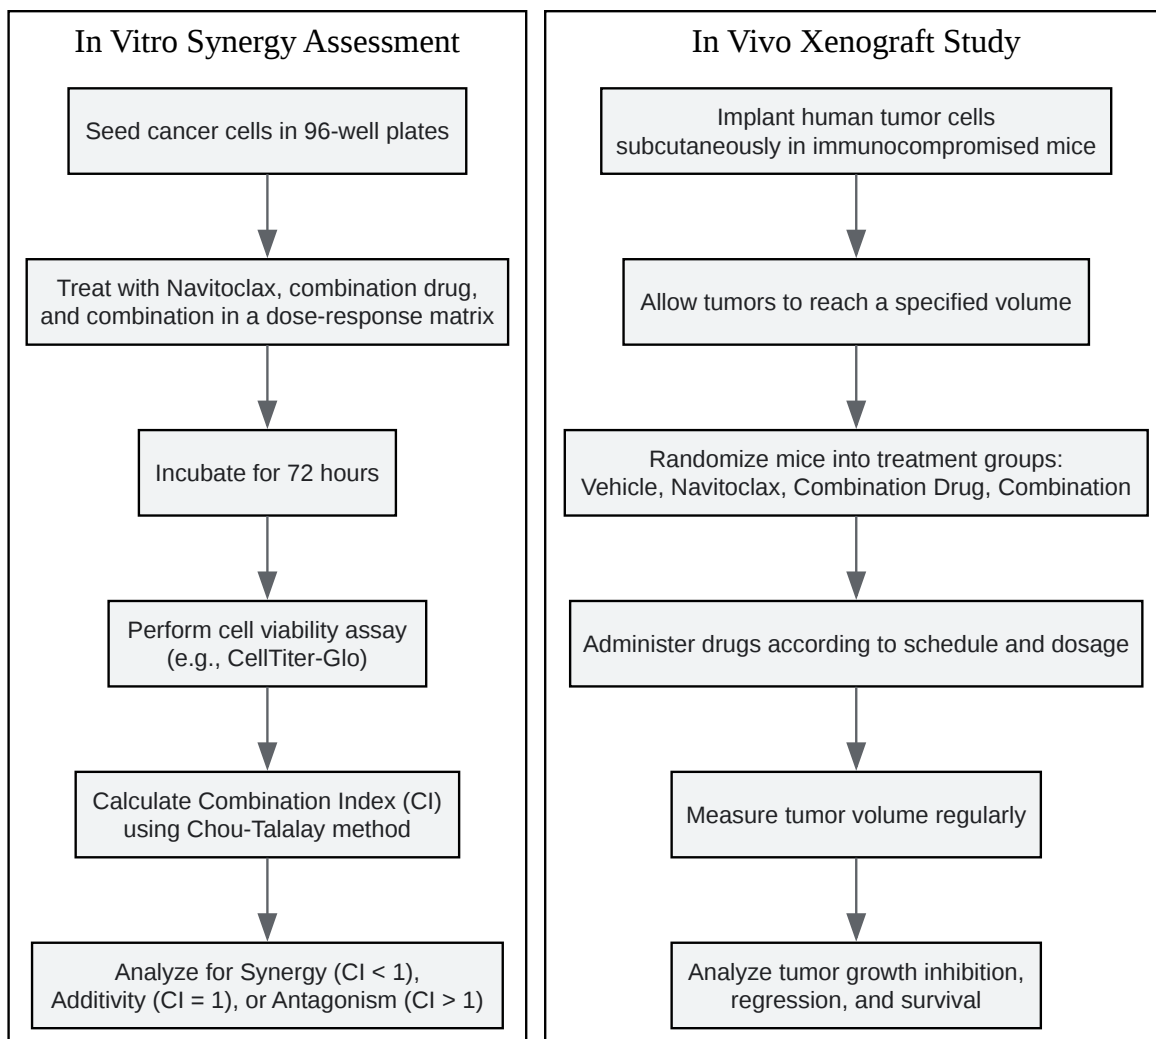 In Vitro Synergy Assessment
Seed cancer cells in 96-well plates
Treat with Navitoclax, combination drug,
and combination in a dose-response matrix
Incubate for 72 hours
Perform cell viability assay
(e.g., CellTiter-Glo)
Calculate Combination Index (CI)
using Chou-Talalay method
Analyze for Synergy (CI < 1),
Additivity (CI = 1), or Antagonism (CI > 1)
In Vivo Xenograft Study
Implant human tumor cells
subcutaneously in immunocompromised mice
Allow tumors to reach a specified volume
Randomize mice into treatment groups:
Vehicle, Navitoclax, Combination Drug, Combination
Administer drugs according to schedule and dosage
Measure tumor volume regularly
Analyze tumor growth inhibition,
regression, and survival